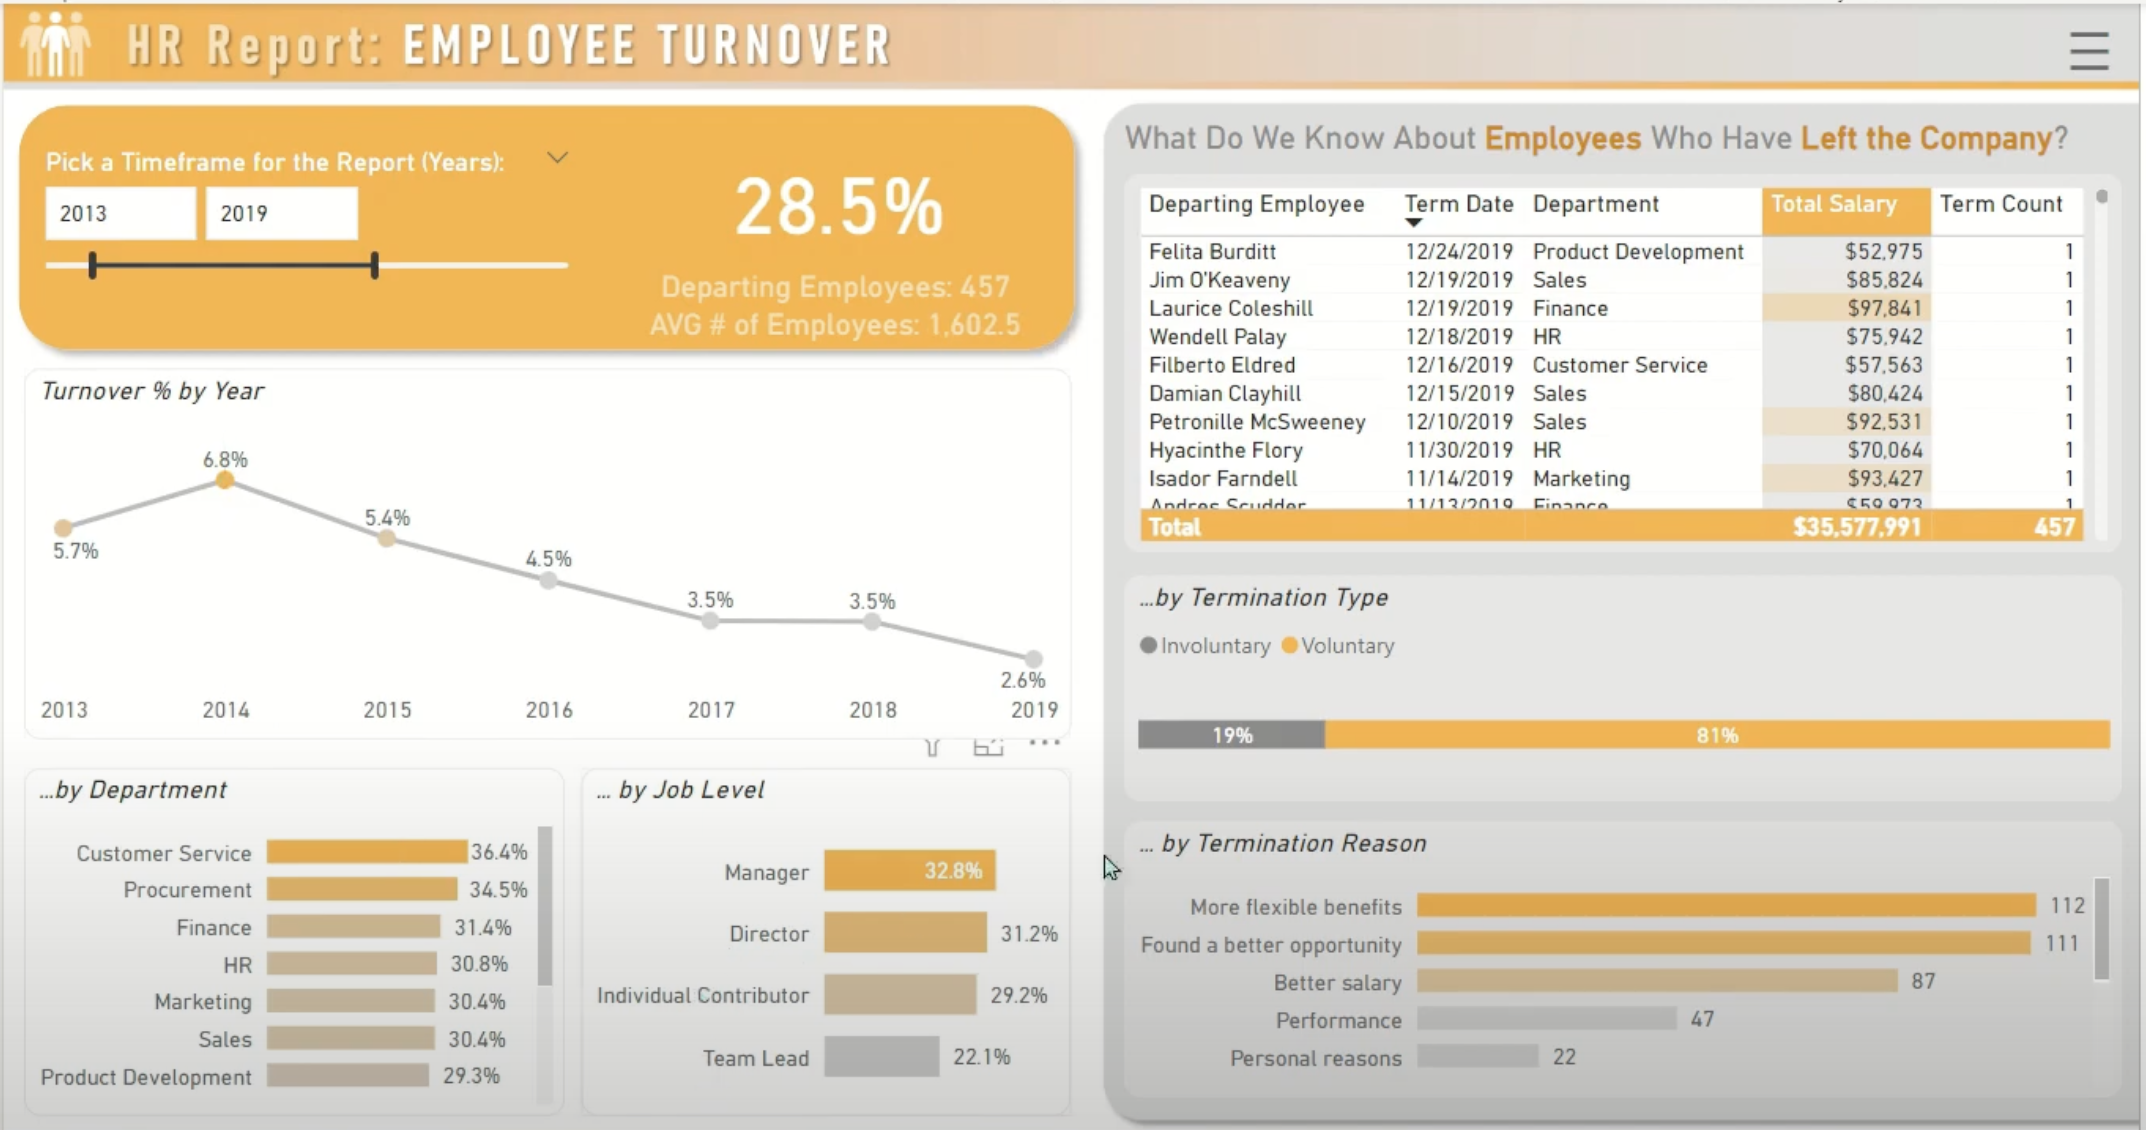 HR Report: EMPLOYEE TURNOVER
Pick a Timeframe for the Report (Years):
2013 2019
28.5%
Departing Employees: 457
AVG # of Employees: 1,602.5
Turnover % by Year
6.8%
5.7%
5.4%
4.5%
3.5%
3.5%
2.6%
2013 2014 2015 2016 2017 2018 2019
...by Department
Customer Service 36.4%
Procurement 34.5%
Finance 31.4%
HR 30.8%
Marketing 30.4%
Sales 30.4%
Product Development 29.3%
... by Job Level
Manager 32.8%
Director 31.2%
Individual Contributor 29.2%
Team Lead 22.1%
What Do We Know About Employees Who Have Left the Company?
Departing Employee Term Date Department Total Salary Term Count
Felita Burditt 12/24/2019 Product Development $52,975 1
Jim O'Keaveny 12/19/2019 Sales $85,824 1
Laurice Coleshill 12/19/2019 Finance $97,841 1
Wendell Palay 12/18/2019 HR $75,942 1
Filberto Eldred 12/16/2019 Customer Service $57,563 1
Damian Clayhill 12/15/2019 Sales $80,424 1
Petronille McSweeney 12/10/2019 Sales $92,531 1
Hyacinthe Flory 11/30/2019 HR $70,064 1
Isador Farndell 11/14/2019 Marketing $93,427 1
Andres Scudder 11/13/2019 Finance $59,973 1
Total $35,577,991 457
...by Termination Type
Involuntary Voluntary
19% 81%
... by Termination Reason
More flexible benefits 112
Found a better opportunity 111
Better salary 87
Performance 47
Personal reasons 22